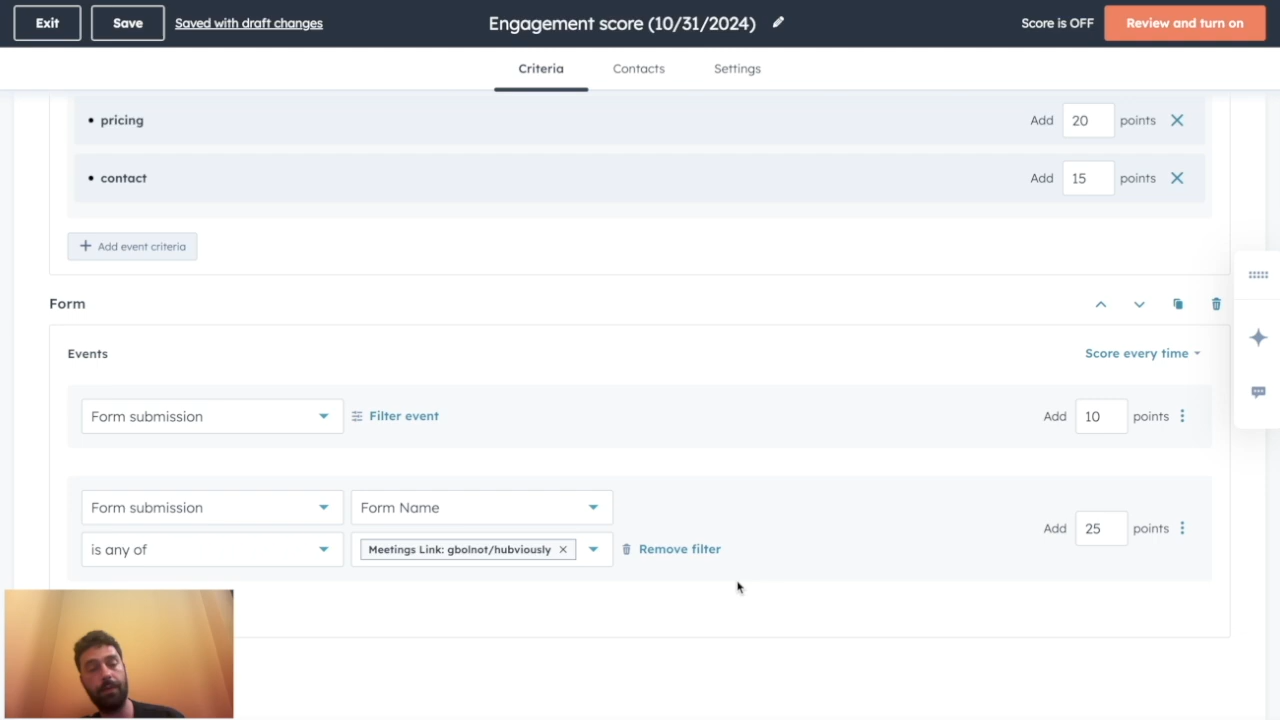 Exit Save Saved with draft changes Engagement score (10/31/2024) Score is OFF Review and turn on
Criteria Contacts Settings
• pricing Add 20 points
• contact Add 15 points
+ Add event criteria
Form
Events Score every time
Form submission Filter event Add 10 points
Form submission Form Name
Add 25 points
is any of Meetings Link: gbolnot/hubviously × Remove filter